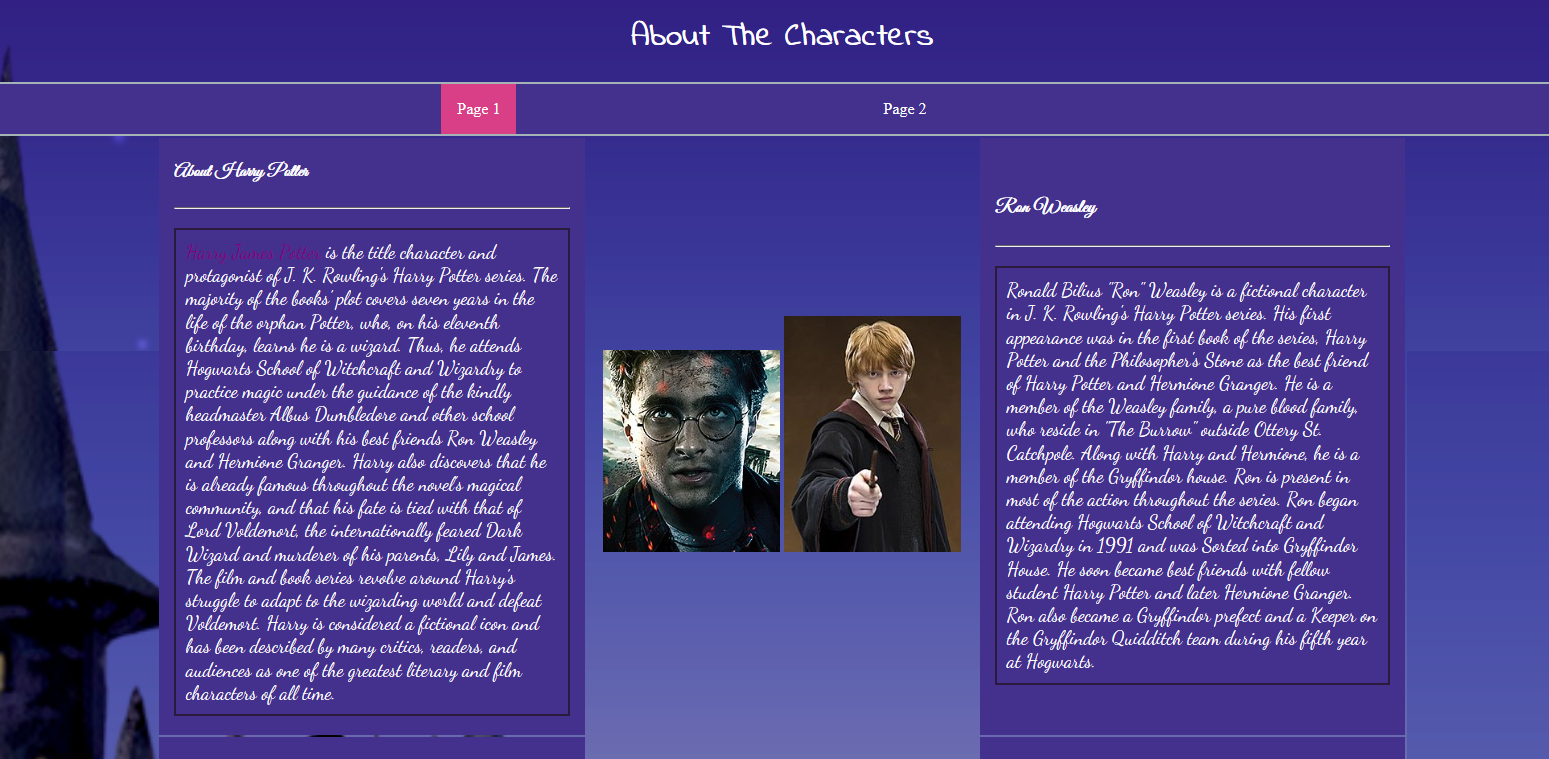 About The Characters
Page 1
Page 2
About Harry Potter
Harry James Potter is the title character and
protagonist of J. K. Rowling's Harry Potter series. The
majority of the books' plot covers seven years in the
life of the orphan Potter, who, on his eleventh
birthday, learns he is a wizard. Thus, he attends
Hogwarts School of Witchcraft and Wizardry to
practice magic under the guidance of the kindly
headmaster Albus Dumbledore and other school
professors along with his best friends Ron Weasley
and Hermione Granger. Harry also discovers that he
is already famous throughout the novel's magical
community, and that his fate is tied with that of
Lord Voldemort, the internationally feared Dark
Wizard and murderer of his parents, Lily and James.
The film and book series revolve around Harry's
struggle to adapt to the wizarding world and defeat
Voldemort. Harry is considered a fictional icon and
has been described by many critics, readers, and
audiences as one of the greatest literary and film
characters of all time.
Ron Weasley
Ronald Bilius "Ron" Weasley is a fictional character
in J. K. Rowling's Harry Potter series. His first
appearance was in the first book of the series, Harry
Potter and the Philosopher's Stone as the best friend
of Harry Potter and Hermione Granger. He is a
member of the Weasley family, a pure blood family,
who reside in "The Burrow" outside Ottery St.
Catchpole. Along with Harry and Hermione, he is a
member of the Gryffindor house. Ron is present in
most of the action throughout the series. Ron began
attending Hogwarts School of Witchcraft and
Wizardry in 1991 and was Sorted into Gryffindor
House. He soon became best friends with fellow
student Harry Potter and later Hermione Granger.
Ron also became a Gryffindor prefect and a Keeper on
the Gryffindor Quidditch team during his fifth year
at Hogwarts.